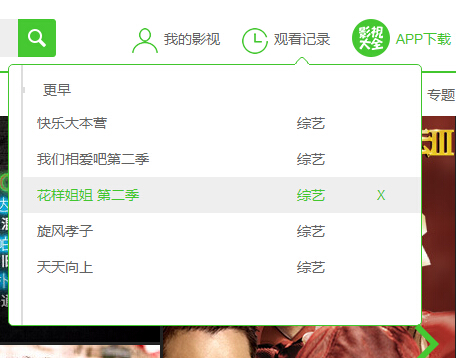 我的影视 观看记录 影视大全 APP下载
专题
更早
快乐大本营 综艺
我们相爱吧第二季 综艺
花样姐姐 第二季 综艺 X
旋风孝子 综艺
天天向上 综艺